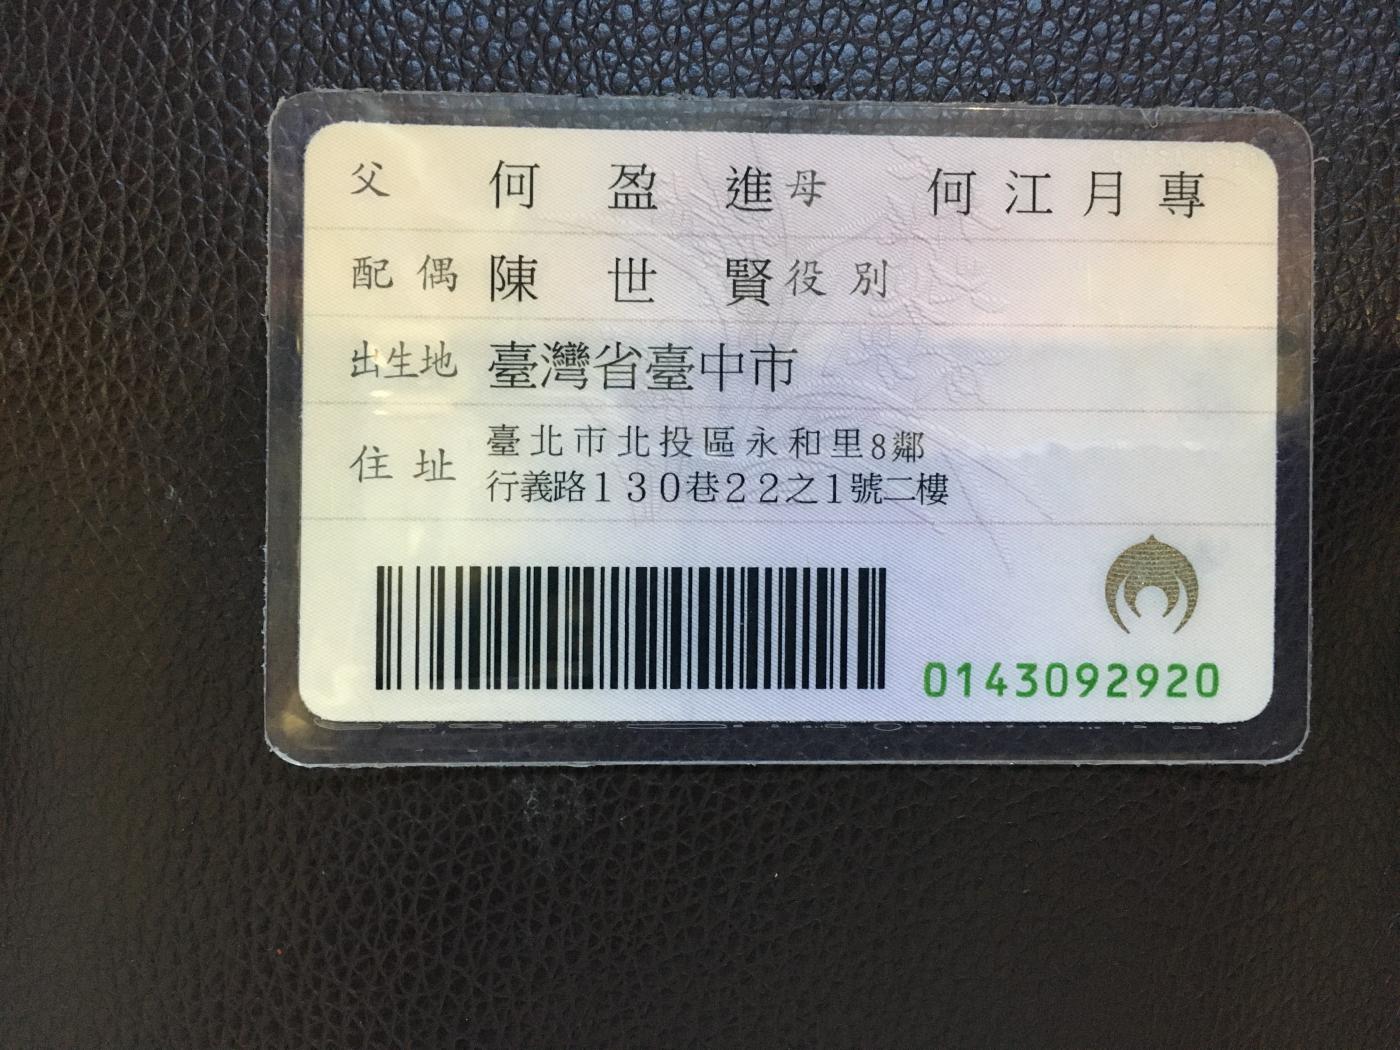 父 何盈進 母 何江月專
配偶 陳世賢 役別
出生地 臺灣省臺中市
住址 臺北市北投區永和里8鄰
行義路130巷22之1號二樓
0143092920